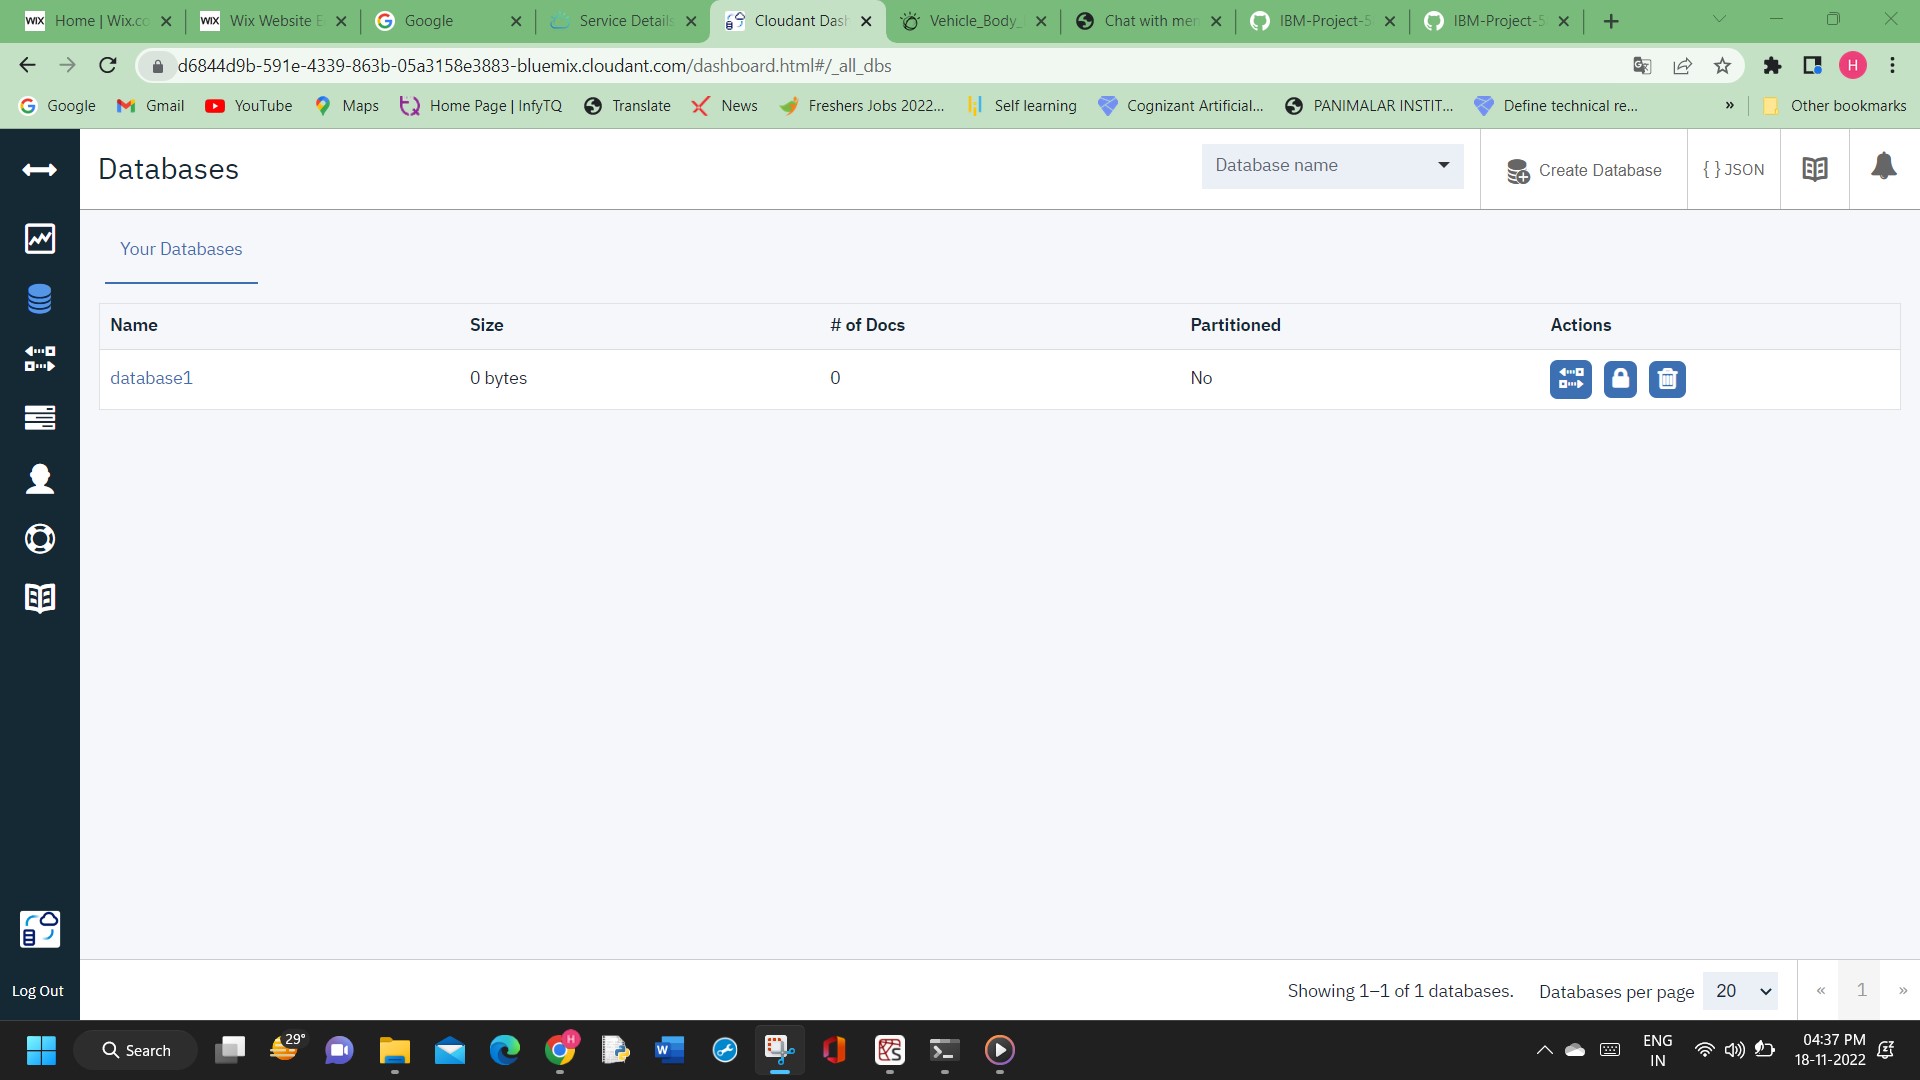 WIX Home | Wix.co
WIX Wix Website E
Google
Service Details
Cloudant Dash
Vehicle_Body_
Chat with men
IBM-Project-5
IBM-Project-5
d6844d9b-591e-4339-863b-05a3158e3883-bluemix.cloudant.com/dashboard.html#/_all_dbs
H
Google Gmail YouTube Maps Home Page | InfyTQ Translate News Freshers Jobs 2022... Self learning Cognizant Artificial... PANIMALAR INSTIT... Define technical re... » Other bookmarks
Databases
Database name
Create Database
{ } JSON
Your Databases
Name Size # of Docs Partitioned Actions
database1 0 bytes 0 No
Log Out
Showing 1–1 of 1 databases. Databases per page 20 « 1 »
Search
29°
H
ENG
IN
04:37 PM
18-11-2022